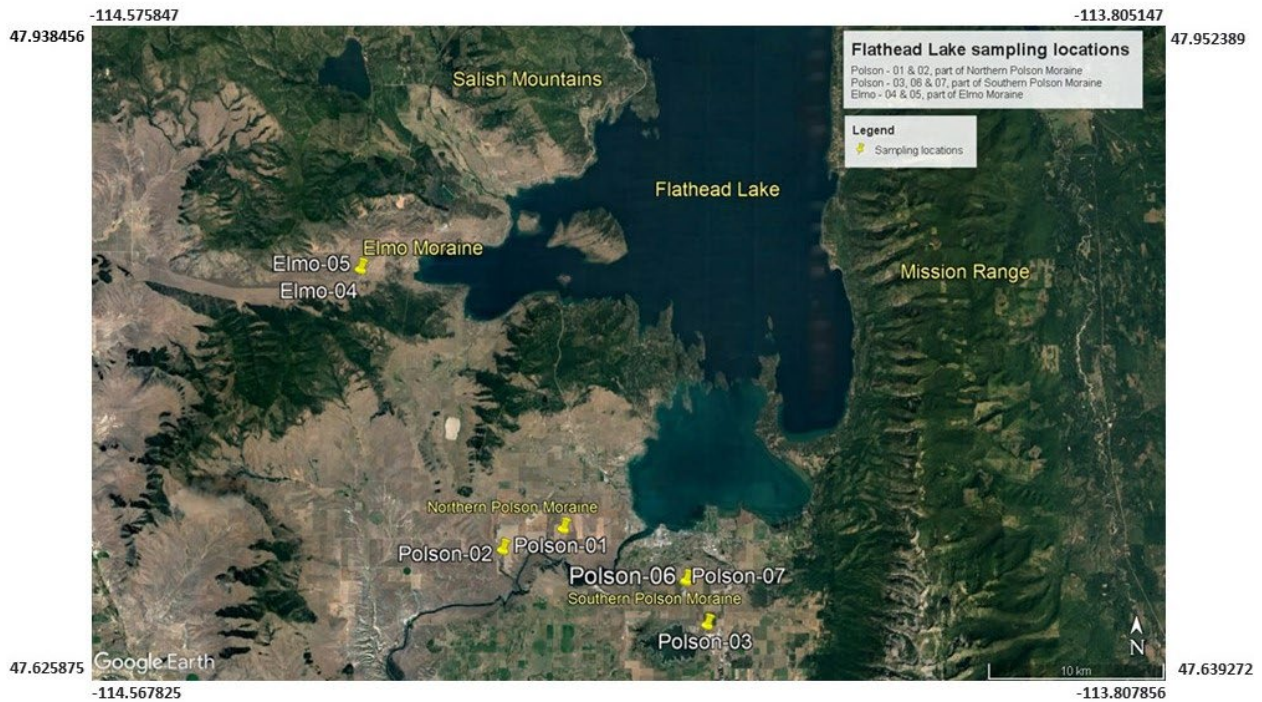 -114.575847
-113.805147
47.938456
47.952389
Flathead Lake sampling locations
Polson - 01 & 02, part of Northern Polson Moraine
Polson - 03, 06 & 07, part of Southern Polson Moraine
Elmo - 04 & 05, part of Elmo Moraine
Legend
Sampling locations
Salish Mountains
Flathead Lake
Elmo Moraine
Elmo-05
Mission Range
Elmo-04
Northern Polson Moraine
Polson-02
Polson-01
Polson-06
Polson-07
Southern Polson Moraine
Polson-03
N
Google Earth
10 km
47.625875
47.639272
-114.567825
-113.807856